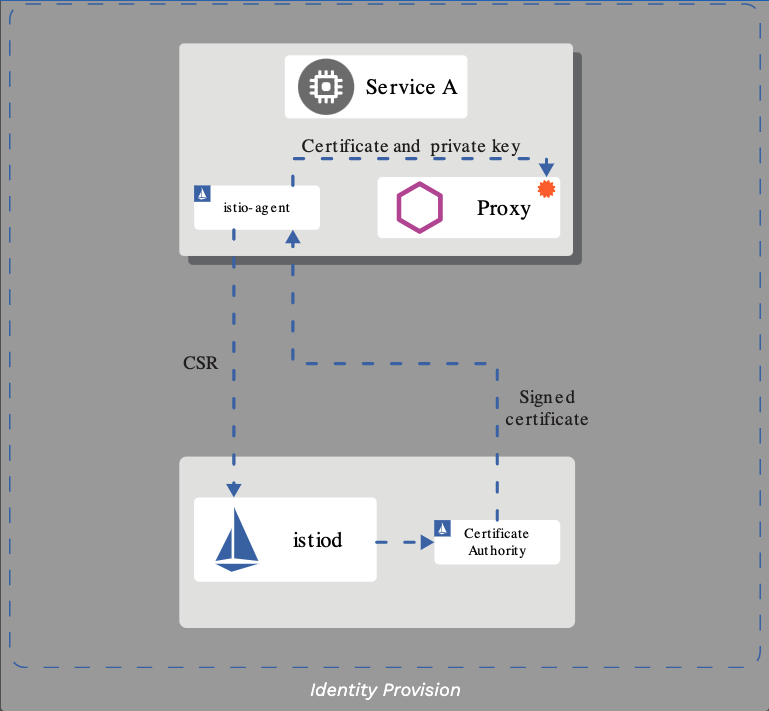 Service A
Certificate and private key
istio-agent
Proxy
CSR
Signed
certificate
istiod
Certificate
Authority
Identity Provision